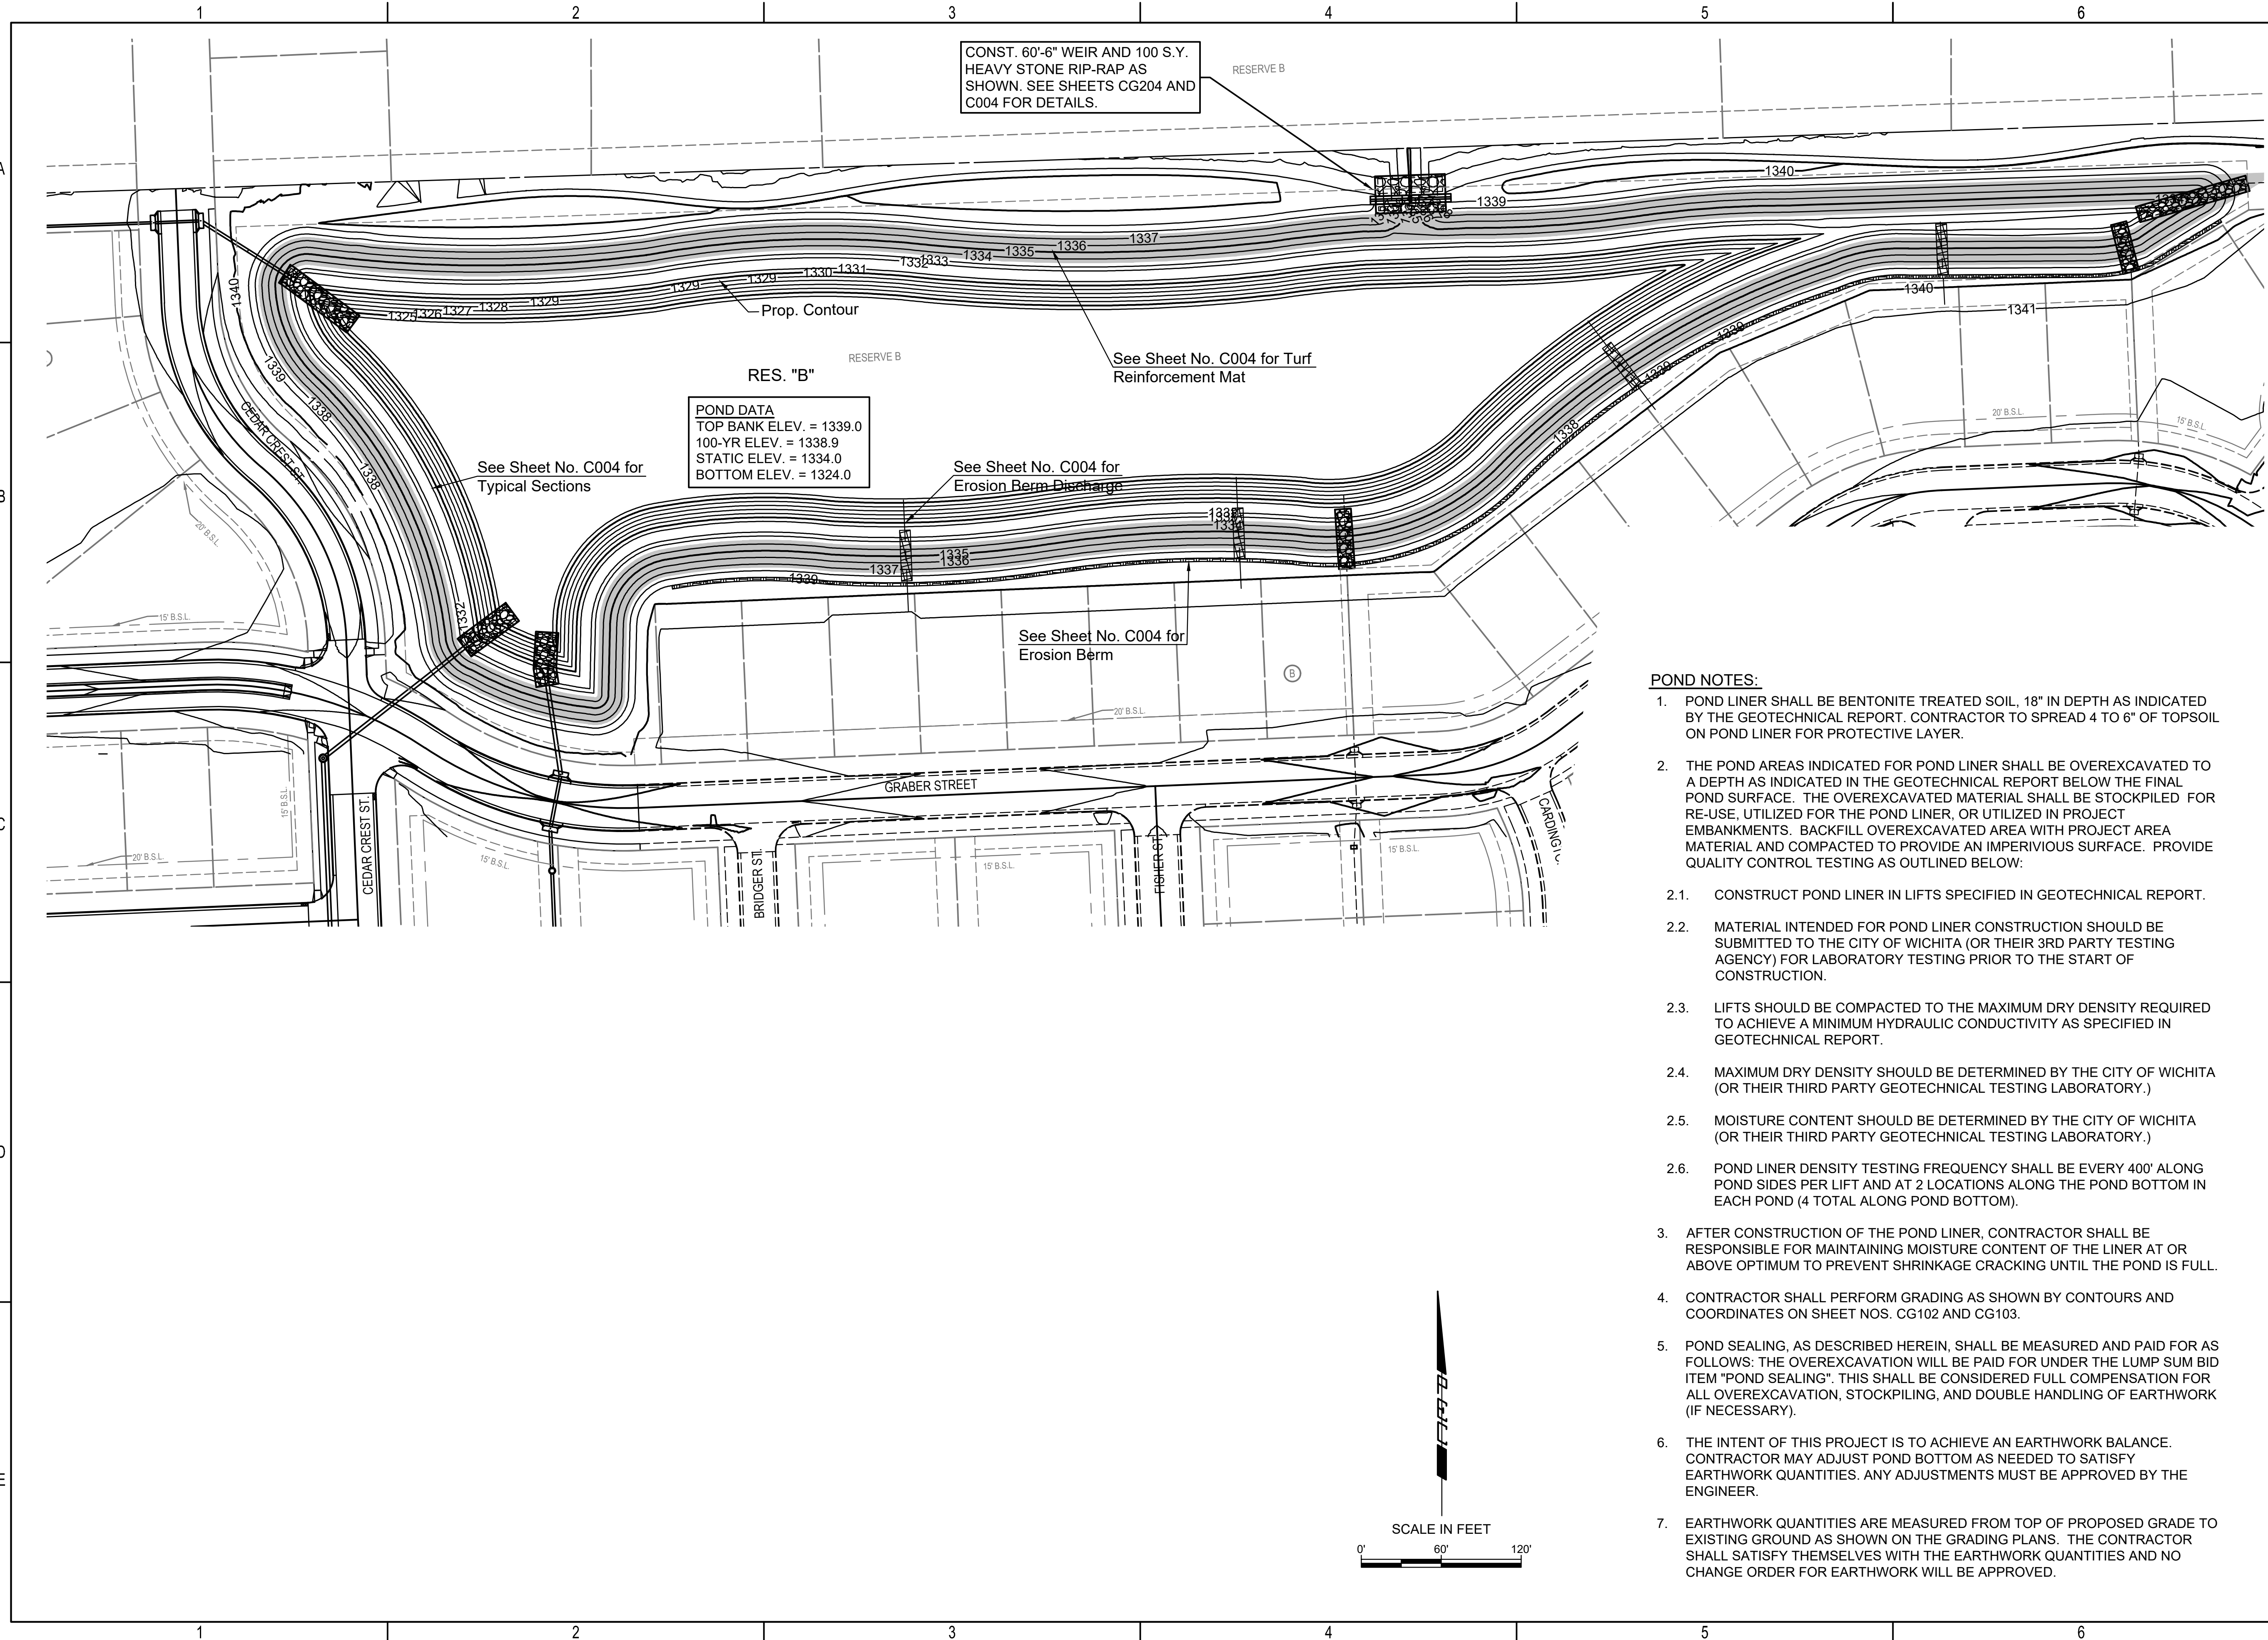 1 2 3 4 5 6
CONST. 60'-6" WEIR AND 100 S.Y.
HEAVY STONE RIP-RAP AS
SHOWN. SEE SHEETS CG204 AND
C004 FOR DETAILS.
RESERVE B
A
1340
1339
1337
1336
1335
1334
1333
1332
1331
1330
1329
1329
1329
1328
1327
1326
1325
1340
1340
1341
Prop. Contour
RESERVE B
See Sheet No. C004 for Turf
Reinforcement Mat
RES. "B"
POND DATA
TOP BANK ELEV. = 1339.0
100-YR ELEV. = 1338.9
STATIC ELEV. = 1334.0
BOTTOM ELEV. = 1324.0
1339
1338
1338
CEDAR CREST ST.
See Sheet No. C004 for
Typical Sections
See Sheet No. C004 for
Erosion Berm Discharge
1339
1339
1338
20' B.S.L.
15' B.S.L.
B
20' B.S.L.
1335
1336
1337
1339
1332
15' B.S.L.
See Sheet No. C004 for
Erosion Berm
B
20' B.S.L.
GRABER STREET
15' B.S.L.
CEDAR CREST ST.
BRIDGER ST.
FISHER ST.
20' B.S.L.
15' B.S.L.
15' B.S.L.
15' B.S.L.
C
POND NOTES:
1. POND LINER SHALL BE BENTONITE TREATED SOIL, 18" IN DEPTH AS INDICATED
BY THE GEOTECHNICAL REPORT. CONTRACTOR TO SPREAD 4 TO 6" OF TOPSOIL
ON POND LINER FOR PROTECTIVE LAYER.
2. THE POND AREAS INDICATED FOR POND LINER SHALL BE OVEREXCAVATED TO
A DEPTH AS INDICATED IN THE GEOTECHNICAL REPORT BELOW THE FINAL
POND SURFACE. THE OVEREXCAVATED MATERIAL SHALL BE STOCKPILED FOR
RE-USE, UTILIZED FOR THE POND LINER, OR UTILIZED IN PROJECT
EMBANKMENTS. BACKFILL OVEREXCAVATED AREA WITH PROJECT AREA
MATERIAL AND COMPACTED TO PROVIDE AN IMPERIVIOUS SURFACE. PROVIDE
QUALITY CONTROL TESTING AS OUTLINED BELOW:
2.1. CONSTRUCT POND LINER IN LIFTS SPECIFIED IN GEOTECHNICAL REPORT.
2.2. MATERIAL INTENDED FOR POND LINER CONSTRUCTION SHOULD BE
SUBMITTED TO THE CITY OF WICHITA (OR THEIR 3RD PARTY TESTING
AGENCY) FOR LABORATORY TESTING PRIOR TO THE START OF
CONSTRUCTION.
2.3. LIFTS SHOULD BE COMPACTED TO THE MAXIMUM DRY DENSITY REQUIRED
TO ACHIEVE A MINIMUM HYDRAULIC CONDUCTIVITY AS SPECIFIED IN
GEOTECHNICAL REPORT.
2.4. MAXIMUM DRY DENSITY SHOULD BE DETERMINED BY THE CITY OF WICHITA
(OR THEIR THIRD PARTY GEOTECHNICAL TESTING LABORATORY.)
2.5. MOISTURE CONTENT SHOULD BE DETERMINED BY THE CITY OF WICHITA
(OR THEIR THIRD PARTY GEOTECHNICAL TESTING LABORATORY.)
2.6. POND LINER DENSITY TESTING FREQUENCY SHALL BE EVERY 400' ALONG
POND SIDES PER LIFT AND AT 2 LOCATIONS ALONG THE POND BOTTOM IN
EACH POND (4 TOTAL ALONG POND BOTTOM).
3. AFTER CONSTRUCTION OF THE POND LINER, CONTRACTOR SHALL BE
RESPONSIBLE FOR MAINTAINING MOISTURE CONTENT OF THE LINER AT OR
ABOVE OPTIMUM TO PREVENT SHRINKAGE CRACKING UNTIL THE POND IS FULL.
4. CONTRACTOR SHALL PERFORM GRADING AS SHOWN BY CONTOURS AND
COORDINATES ON SHEET NOS. CG102 AND CG103.
5. POND SEALING, AS DESCRIBED HEREIN, SHALL BE MEASURED AND PAID FOR AS
FOLLOWS: THE OVEREXCAVATION WILL BE PAID FOR UNDER THE LUMP SUM BID
ITEM "POND SEALING". THIS SHALL BE CONSIDERED FULL COMPENSATION FOR
ALL OVEREXCAVATION, STOCKPILING, AND DOUBLE HANDLING OF EARTHWORK
(IF NECESSARY).
6. THE INTENT OF THIS PROJECT IS TO ACHIEVE AN EARTHWORK BALANCE.
CONTRACTOR MAY ADJUST POND BOTTOM AS NEEDED TO SATISFY
EARTHWORK QUANTITIES. ANY ADJUSTMENTS MUST BE APPROVED BY THE
ENGINEER.
7. EARTHWORK QUANTITIES ARE MEASURED FROM TOP OF PROPOSED GRADE TO
EXISTING GROUND AS SHOWN ON THE GRADING PLANS. THE CONTRACTOR
SHALL SATISFY THEMSELVES WITH THE EARTHWORK QUANTITIES AND NO
CHANGE ORDER FOR EARTHWORK WILL BE APPROVED.
SCALE IN FEET
0' 60' 120'
1 2 3 4 5 6